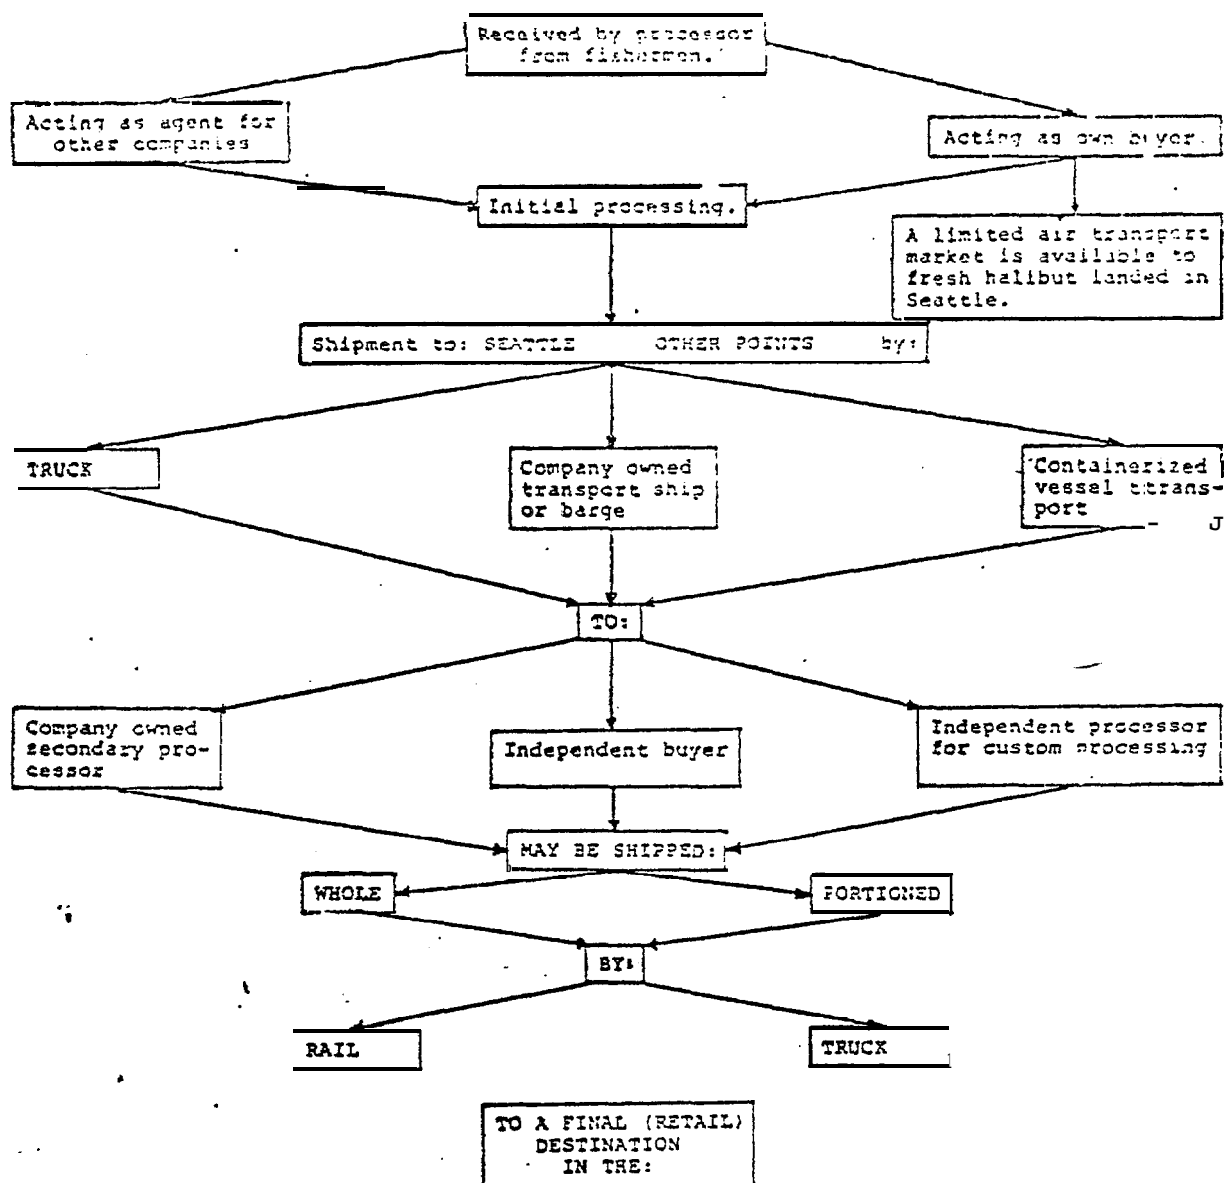 Received by processor
from fishermen.
Acting as agent for
other companies
Acting as own buyer.
Initial processing.
A limited air transport
market is available to
fresh halibut landed in
Seattle.
Shipment to: SEATTLE OTHER POINTS by:
TRUCK
Company owned
transport ship
or barge
Containerized
vessel ttrans-
port
TO:
Company owned
secondary pro-
cessor
Independent buyer
Independent processor
for custom processing
MAY BE SHIPPED:
WHOLE
PORTIONED
BY:
RAIL
TRUCK
TO A FINAL (RETAIL)
DESTINATION
IN THE: